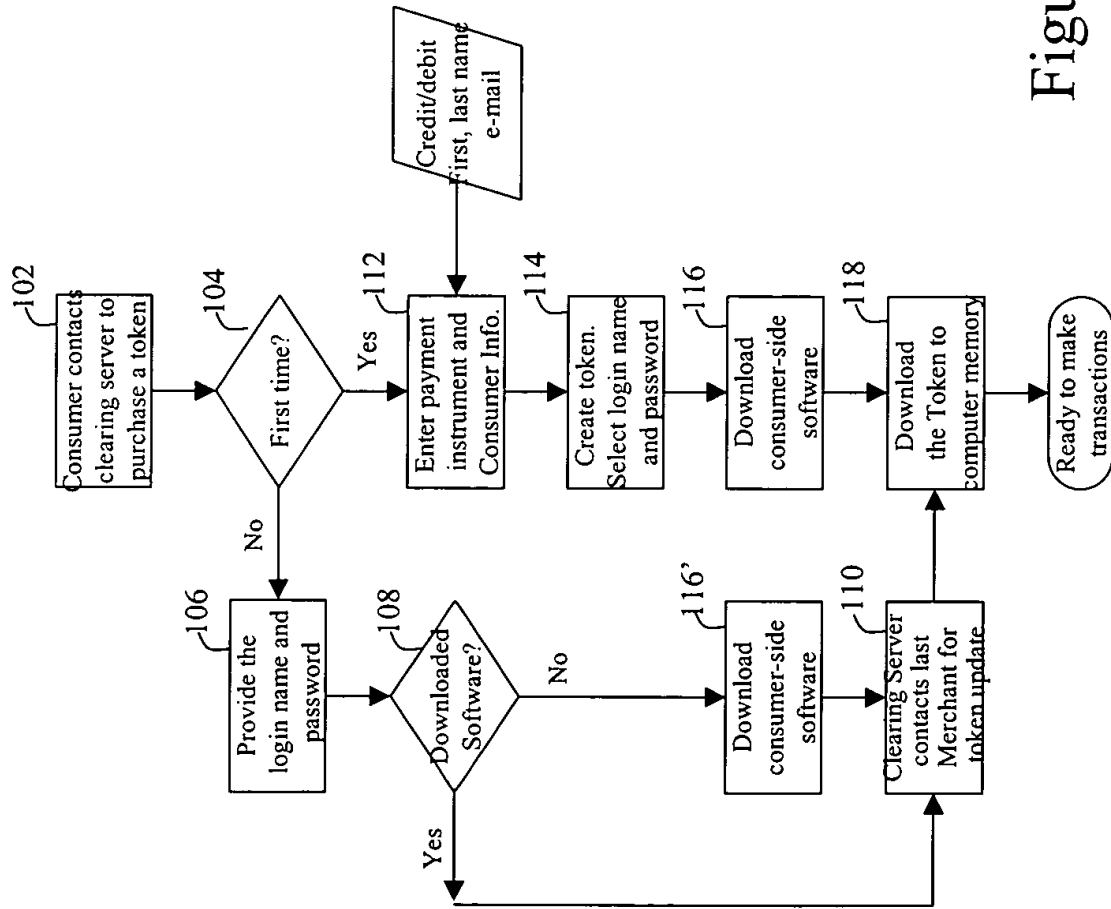 102
Consumer contacts
clearing server to
purchase a token
104
First time?
No
Yes
106
Provide the
login name and
password
108
Downloaded
Software?
Yes
No
112
Enter payment
instrument and
Consumer Info.
Credit/debit
First, last name
e-mail
114
Create token.
Select login name
and password
116
Download
consumer-side
software
116’
Download
consumer-side
software
110
Clearing Server
contacts last
Merchant for
token update
118
Download
the Token to
computer memory
Ready to make
transactions